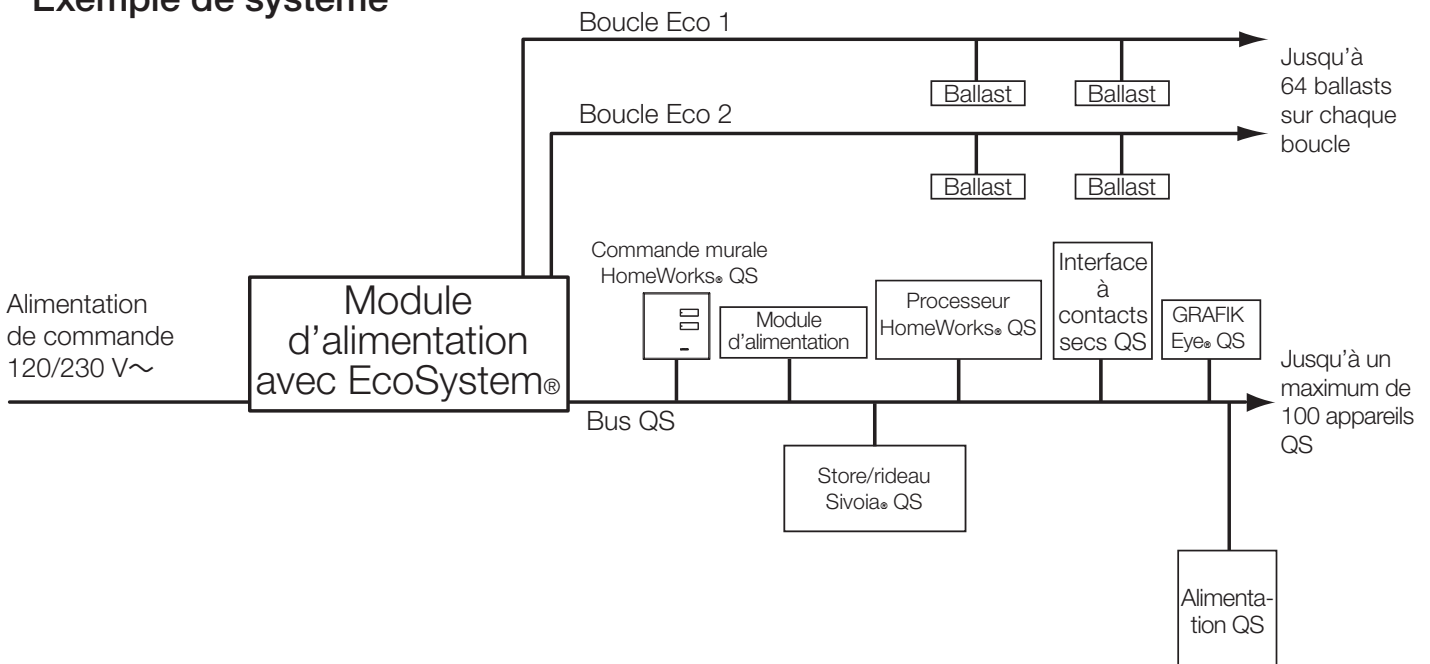 Exemple de système
Boucle Eco 1
Jusqu’à
64 ballasts
sur chaque
boucle
Ballast
Ballast
Boucle Eco 2
Ballast
Ballast
Commande murale
HomeWorks® QS
Interface
à
contacts
secs QS
Alimentation
de commande
120/230 V~
Module
d’alimentation
avec EcoSystem®
Module
d’alimentation
Processeur
HomeWorks® QS
GRAFIK
Eye® QS
Jusqu’à un
maximum de
100 appareils
QS
Bus QS
Store/rideau
Sivoia® QS
Alimenta-
tion QS